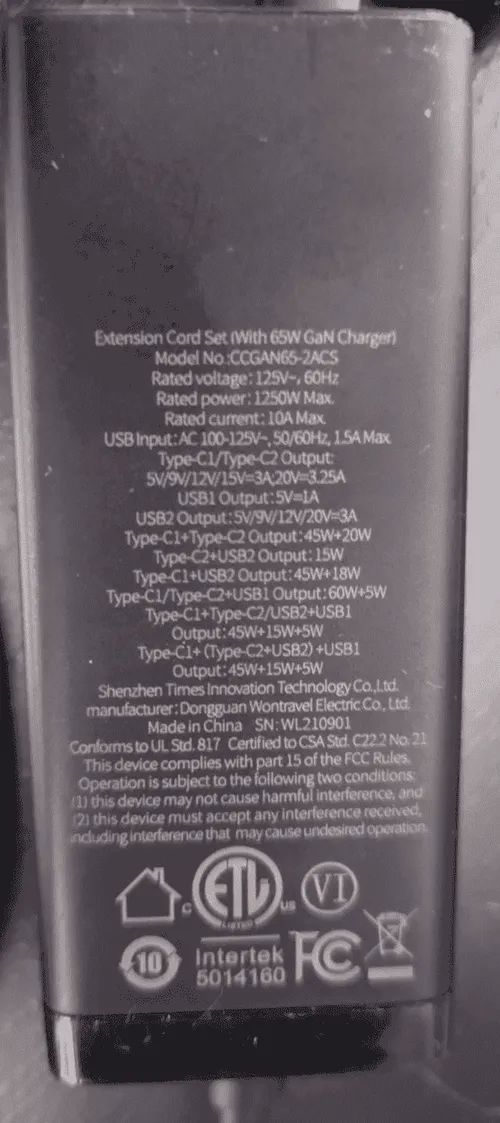 Extension Cord Set (With 65W GaN Charger)
Model No.:CCGAN65-2ACS
Rated voltage: 125V~, 60Hz
Rated power: 1250W Max.
Rated current: 10A Max.
USB Input: AC 100-125V~, 50/60Hz, 1.5A Max.
Type-C1/Type-C2 Output:
5V/9V/12V/15V=3A;20V=3.25A
USB1 Output:5V=1A
USB2 Output:5V/9V/12V/20V=3A
Type-C1+Type-C2 Output:45W+20W
Type-C2+USB2 Output:15W
Type-C1+USB2 Output:45W+18W
Type-C1/Type-C2+USB1 Output:60W+5W
Type-C1+Type-C2/USB2+USB1
Output:45W+15W+5W
Type-C1+ (Type-C2+USB2) +USB1
Output:45W+15W+5W
Shenzhen Times Innovation Technology Co.,Ltd.
manufacturer: Dongguan Wontravel Electric Co., Ltd.
Made in China SN: WL210901
Conforms to UL Std. 817 Certified to CSA Std. C22.2 No. 21
This device complies with part 15 of the FCC Rules.
Operation is subject to the following two conditions:
(1) this device may not cause harmful interference, and
(2) this device must accept any interference received,
including interference that may cause undesired operation.
C ETL US VI
LISTED
10 Intertek FC
5014160